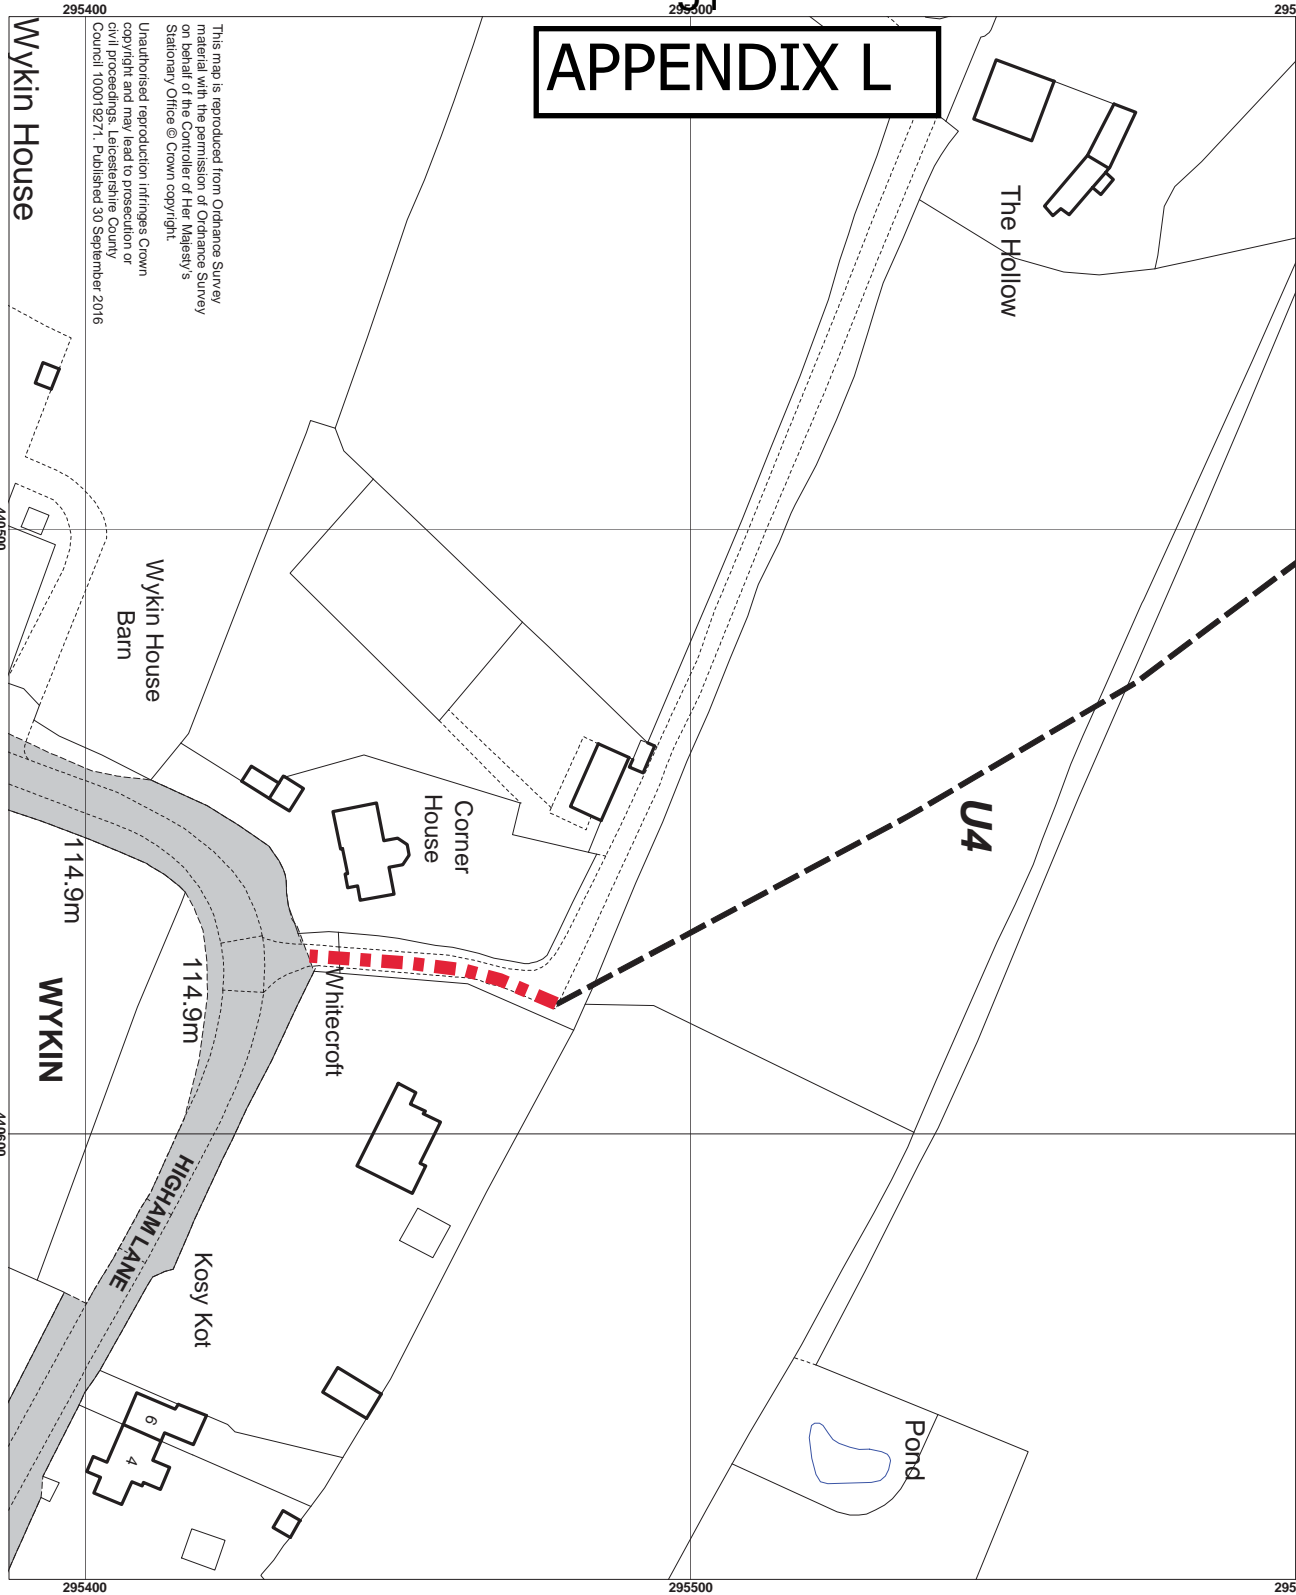 295400
295500
APPENDIX L
This map is reproduced from Ordnance Survey
material with the permission of Ordnance Survey
on behalf of the Controller of Her Majesty's
Stationary Office © Crown copyright.
Unauthorised reproduction infringes Crown
copyright and may lead to prosecution or
civil proceedings. Leicestershire County
Council 100019271. Published 30 September 2016
Wykin House
The Hollow
Wykin House
Barn
Corner
House
U4
114.9m
114.9m
WYKIN
Whitecroft
HIGHAM LANE
Kosy Kot
6
4
Pond
295400
295500